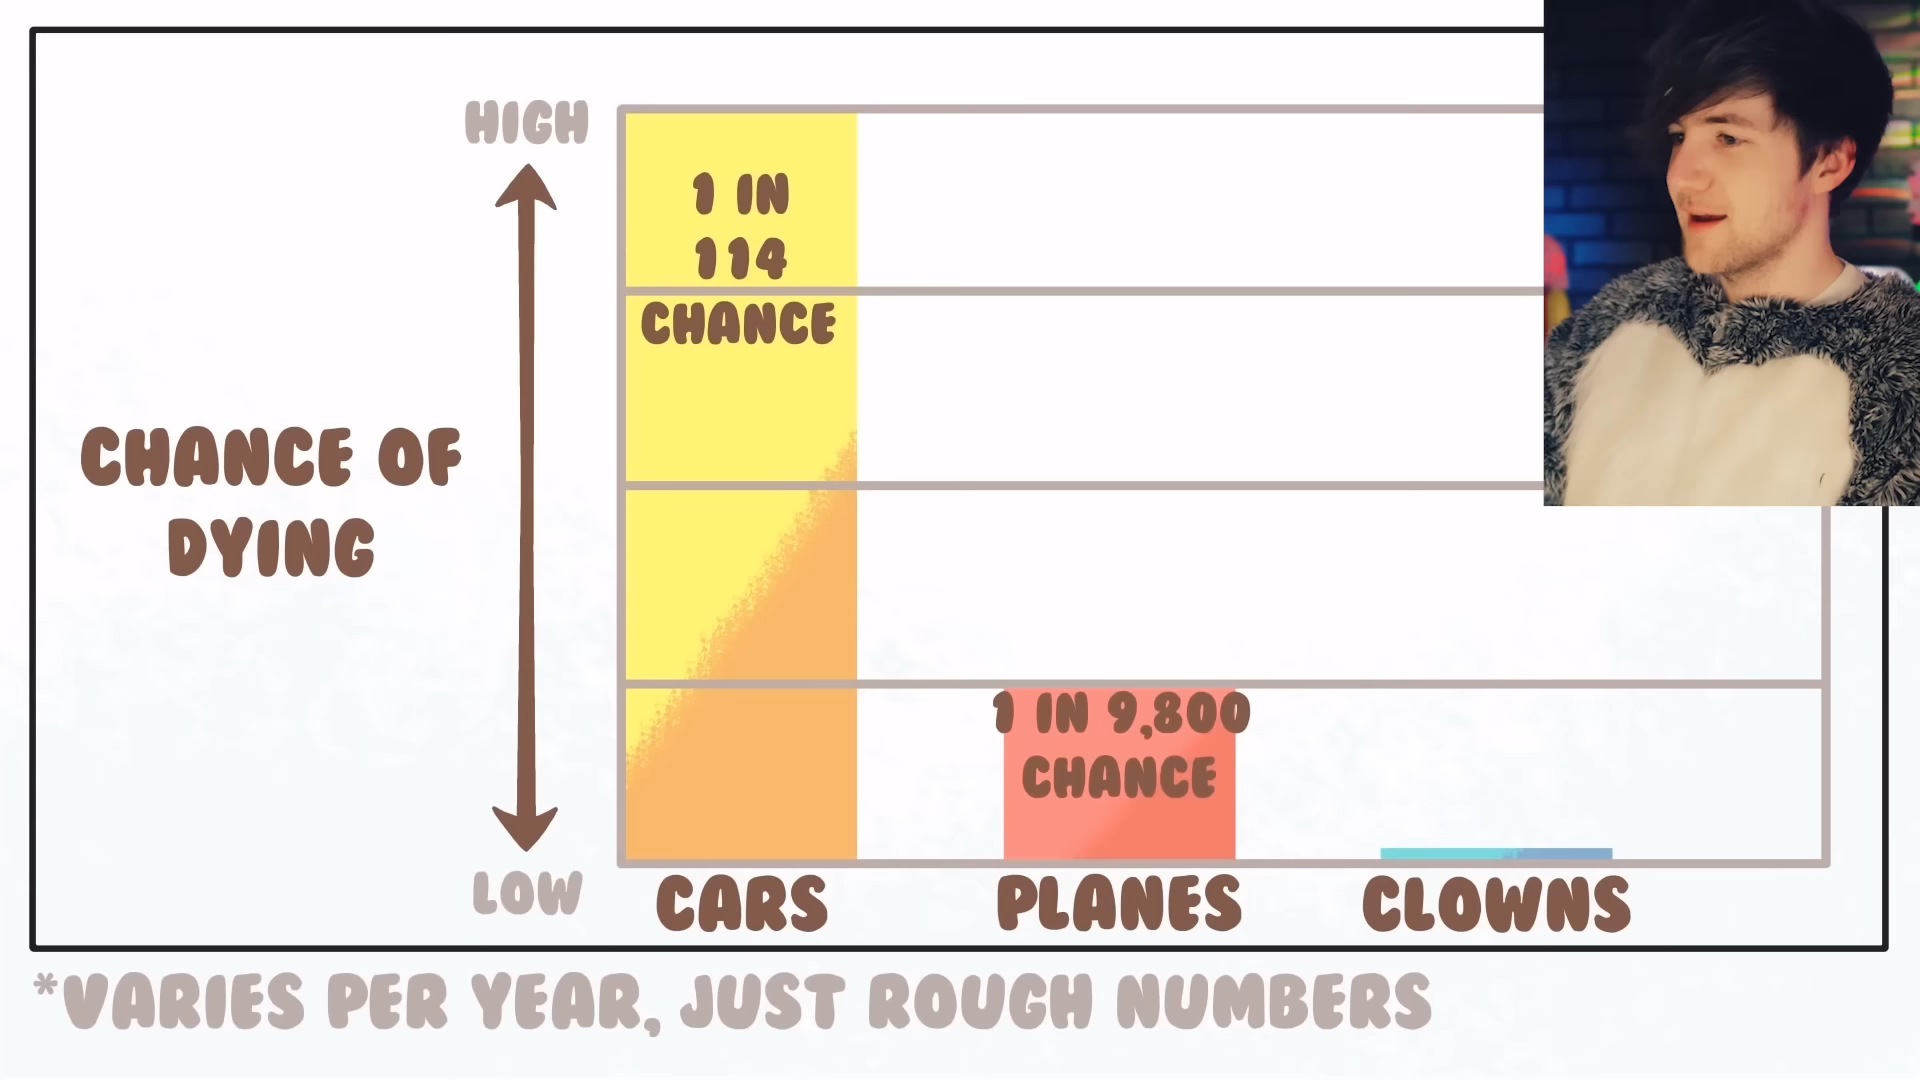 HIGH
1 IN
114
CHANCE
CHANCE OF
DYING
1 IN 9,800
CHANCE
LOW
CARS
PLANES
CLOWNS
*VARIES PER YEAR, JUST ROUGH NUMBERS